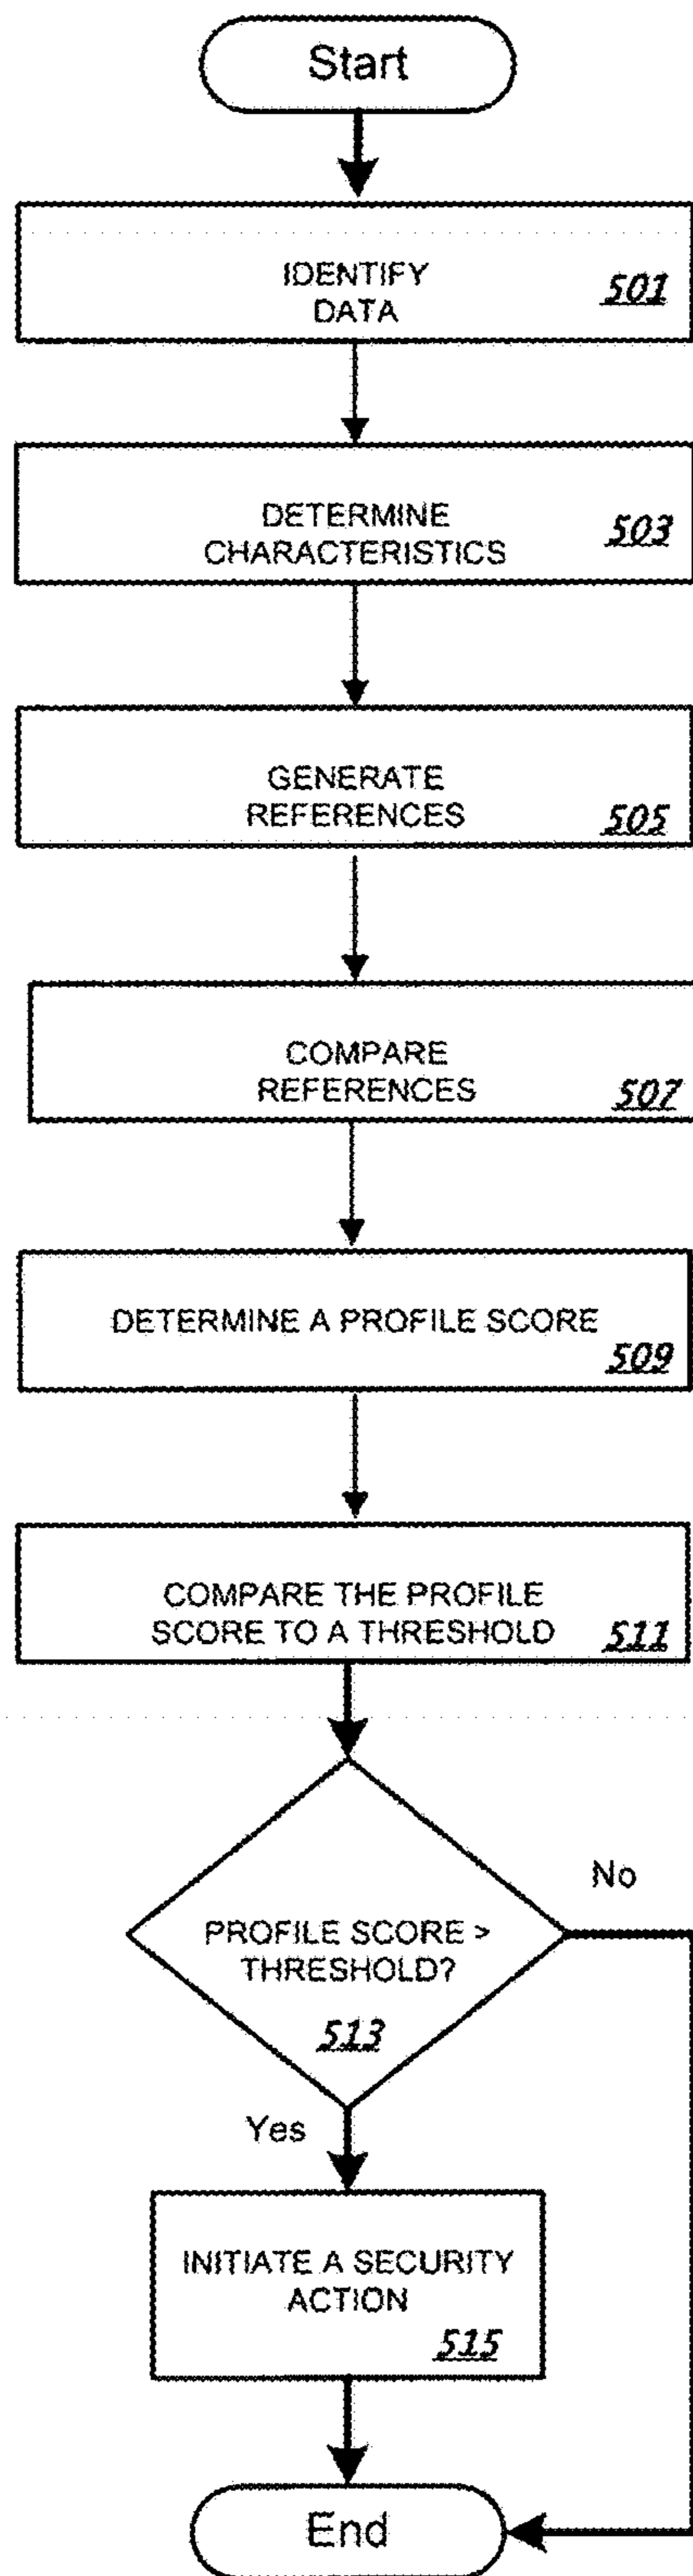 Start
IDENTIFY
DATA
501
DETERMINE
CHARACTERISTICS
503
GENERATE
REFERENCES
505
COMPARE
REFERENCES
507
DETERMINE A PROFILE SCORE
509
COMPARE THE PROFILE
SCORE TO A THRESHOLD
511
PROFILE SCORE >
THRESHOLD?
513
No
Yes
INITIATE A SECURITY
ACTION
515
End